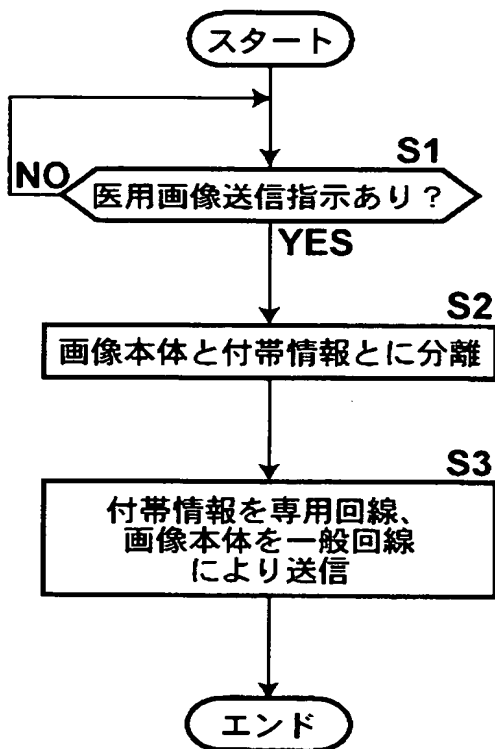 スタート
S1
NO
医用画像送信指示あり？
YES
S2
画像本体と付帯情報とに分離
S3
付帯情報を専用回線、
画像本体を一般回線
により送信
エンド